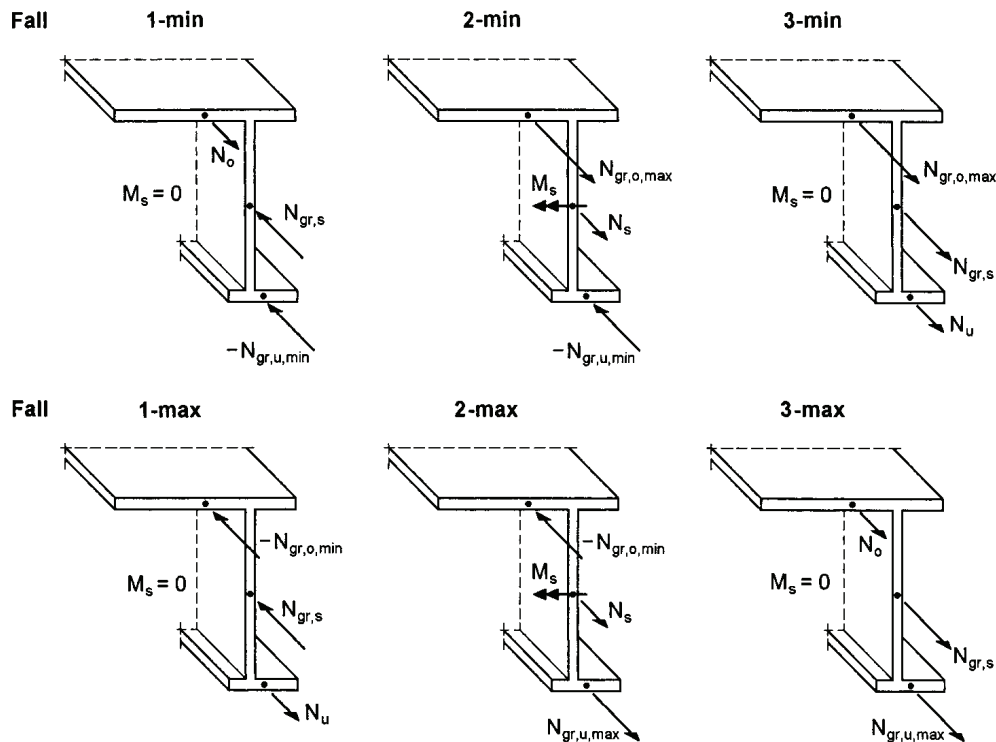 Fall 1-min 2-min 3-min
N_o
M_s = 0
N_gr,s
−N_gr,u,min
N_gr,o,max
M_s
N_s
−N_gr,u,min
N_gr,o,max
M_s = 0
N_gr,s
N_u
Fall 1-max 2-max 3-max
−N_gr,o,min
M_s = 0
N_gr,s
N_u
−N_gr,o,min
M_s
N_s
N_gr,u,max
N_o
M_s = 0
N_gr,s
N_gr,u,max